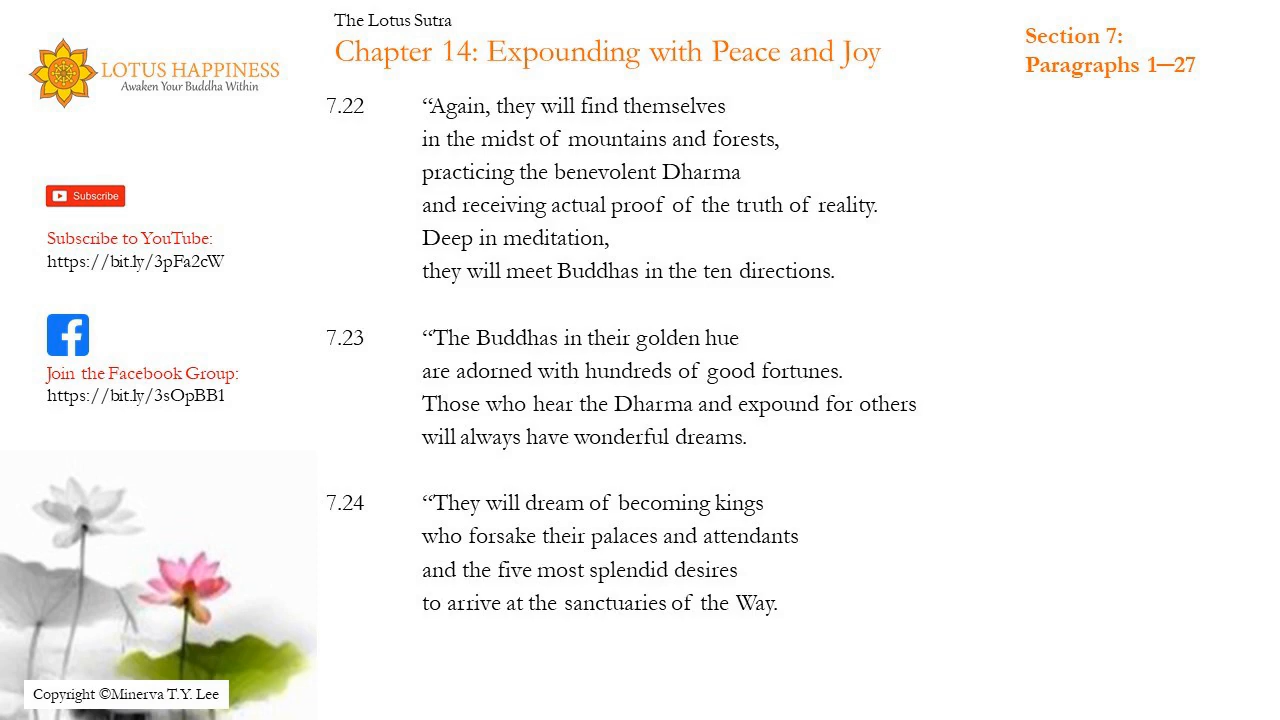 The Lotus Sutra
Chapter 14: Expounding with Peace and Joy
Section 7:
Paragraphs 1—27
LOTUS HAPPINESS
Awaken Your Buddha Within
Subscribe
Subscribe to YouTube:
https://bit.ly/3pFa2cW
Join the Facebook Group:
https://bit.ly/3sOpBB1
7.22 “Again, they will find themselves
in the midst of mountains and forests,
practicing the benevolent Dharma
and receiving actual proof of the truth of reality.
Deep in meditation,
they will meet Buddhas in the ten directions.
7.23 “The Buddhas in their golden hue
are adorned with hundreds of good fortunes.
Those who hear the Dharma and expound for others
will always have wonderful dreams.
7.24 “They will dream of becoming kings
who forsake their palaces and attendants
and the five most splendid desires
to arrive at the sanctuaries of the Way.
Copyright ©Minerva T.Y. Lee